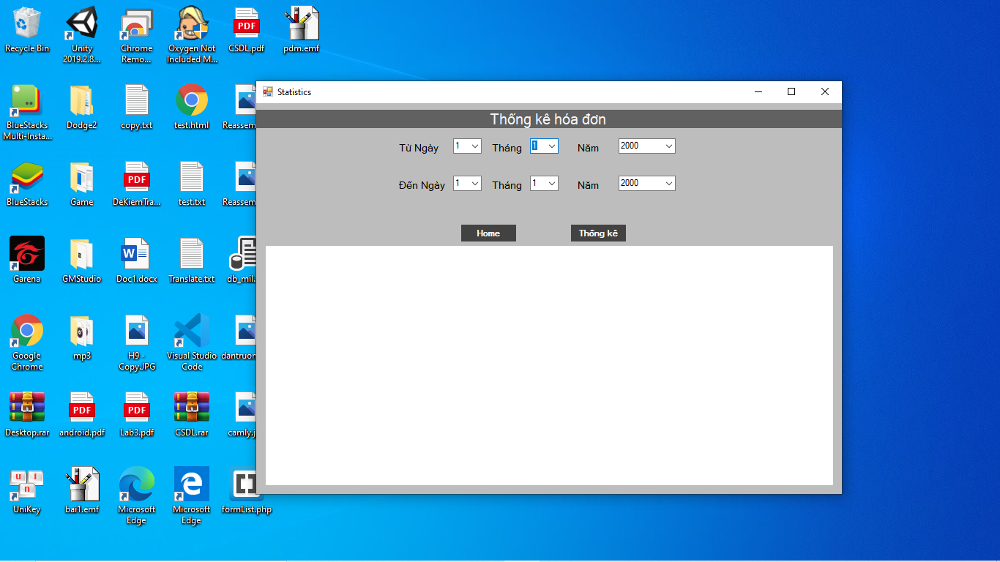 Recycle Bin
Unity
2019.2.8...
Chrome
Remo...
Oxygen Not
Included M...
CSDL.pdf
pdm.emf
BlueStacks
Multi-Insta...
Dodge2
copy.txt
test.html
Reassem
BlueStacks
Game
DeKiemTra...
test.txt
Reassem
Garena
GMStudio
Doc1.docx
Translate.txt
db_mil.
Google
Chrome
mp3
H9 -
Copy.JPG
Visual Studio
Code
dantruon
Desktop.rar
android.pdf
Lab3.pdf
CSDL.rar
camly.j
UniKey
bai1.emf
Microsoft
Edge
Microsoft
Edge
formList.php
PDF
PDF
PDF
PDF
W
u i n
Statistics
Thống kê hóa đơn
Từ Ngày 1 Tháng 1 Năm 2000
Đến Ngày 1 Tháng 1 Năm 2000
Home Thống kê